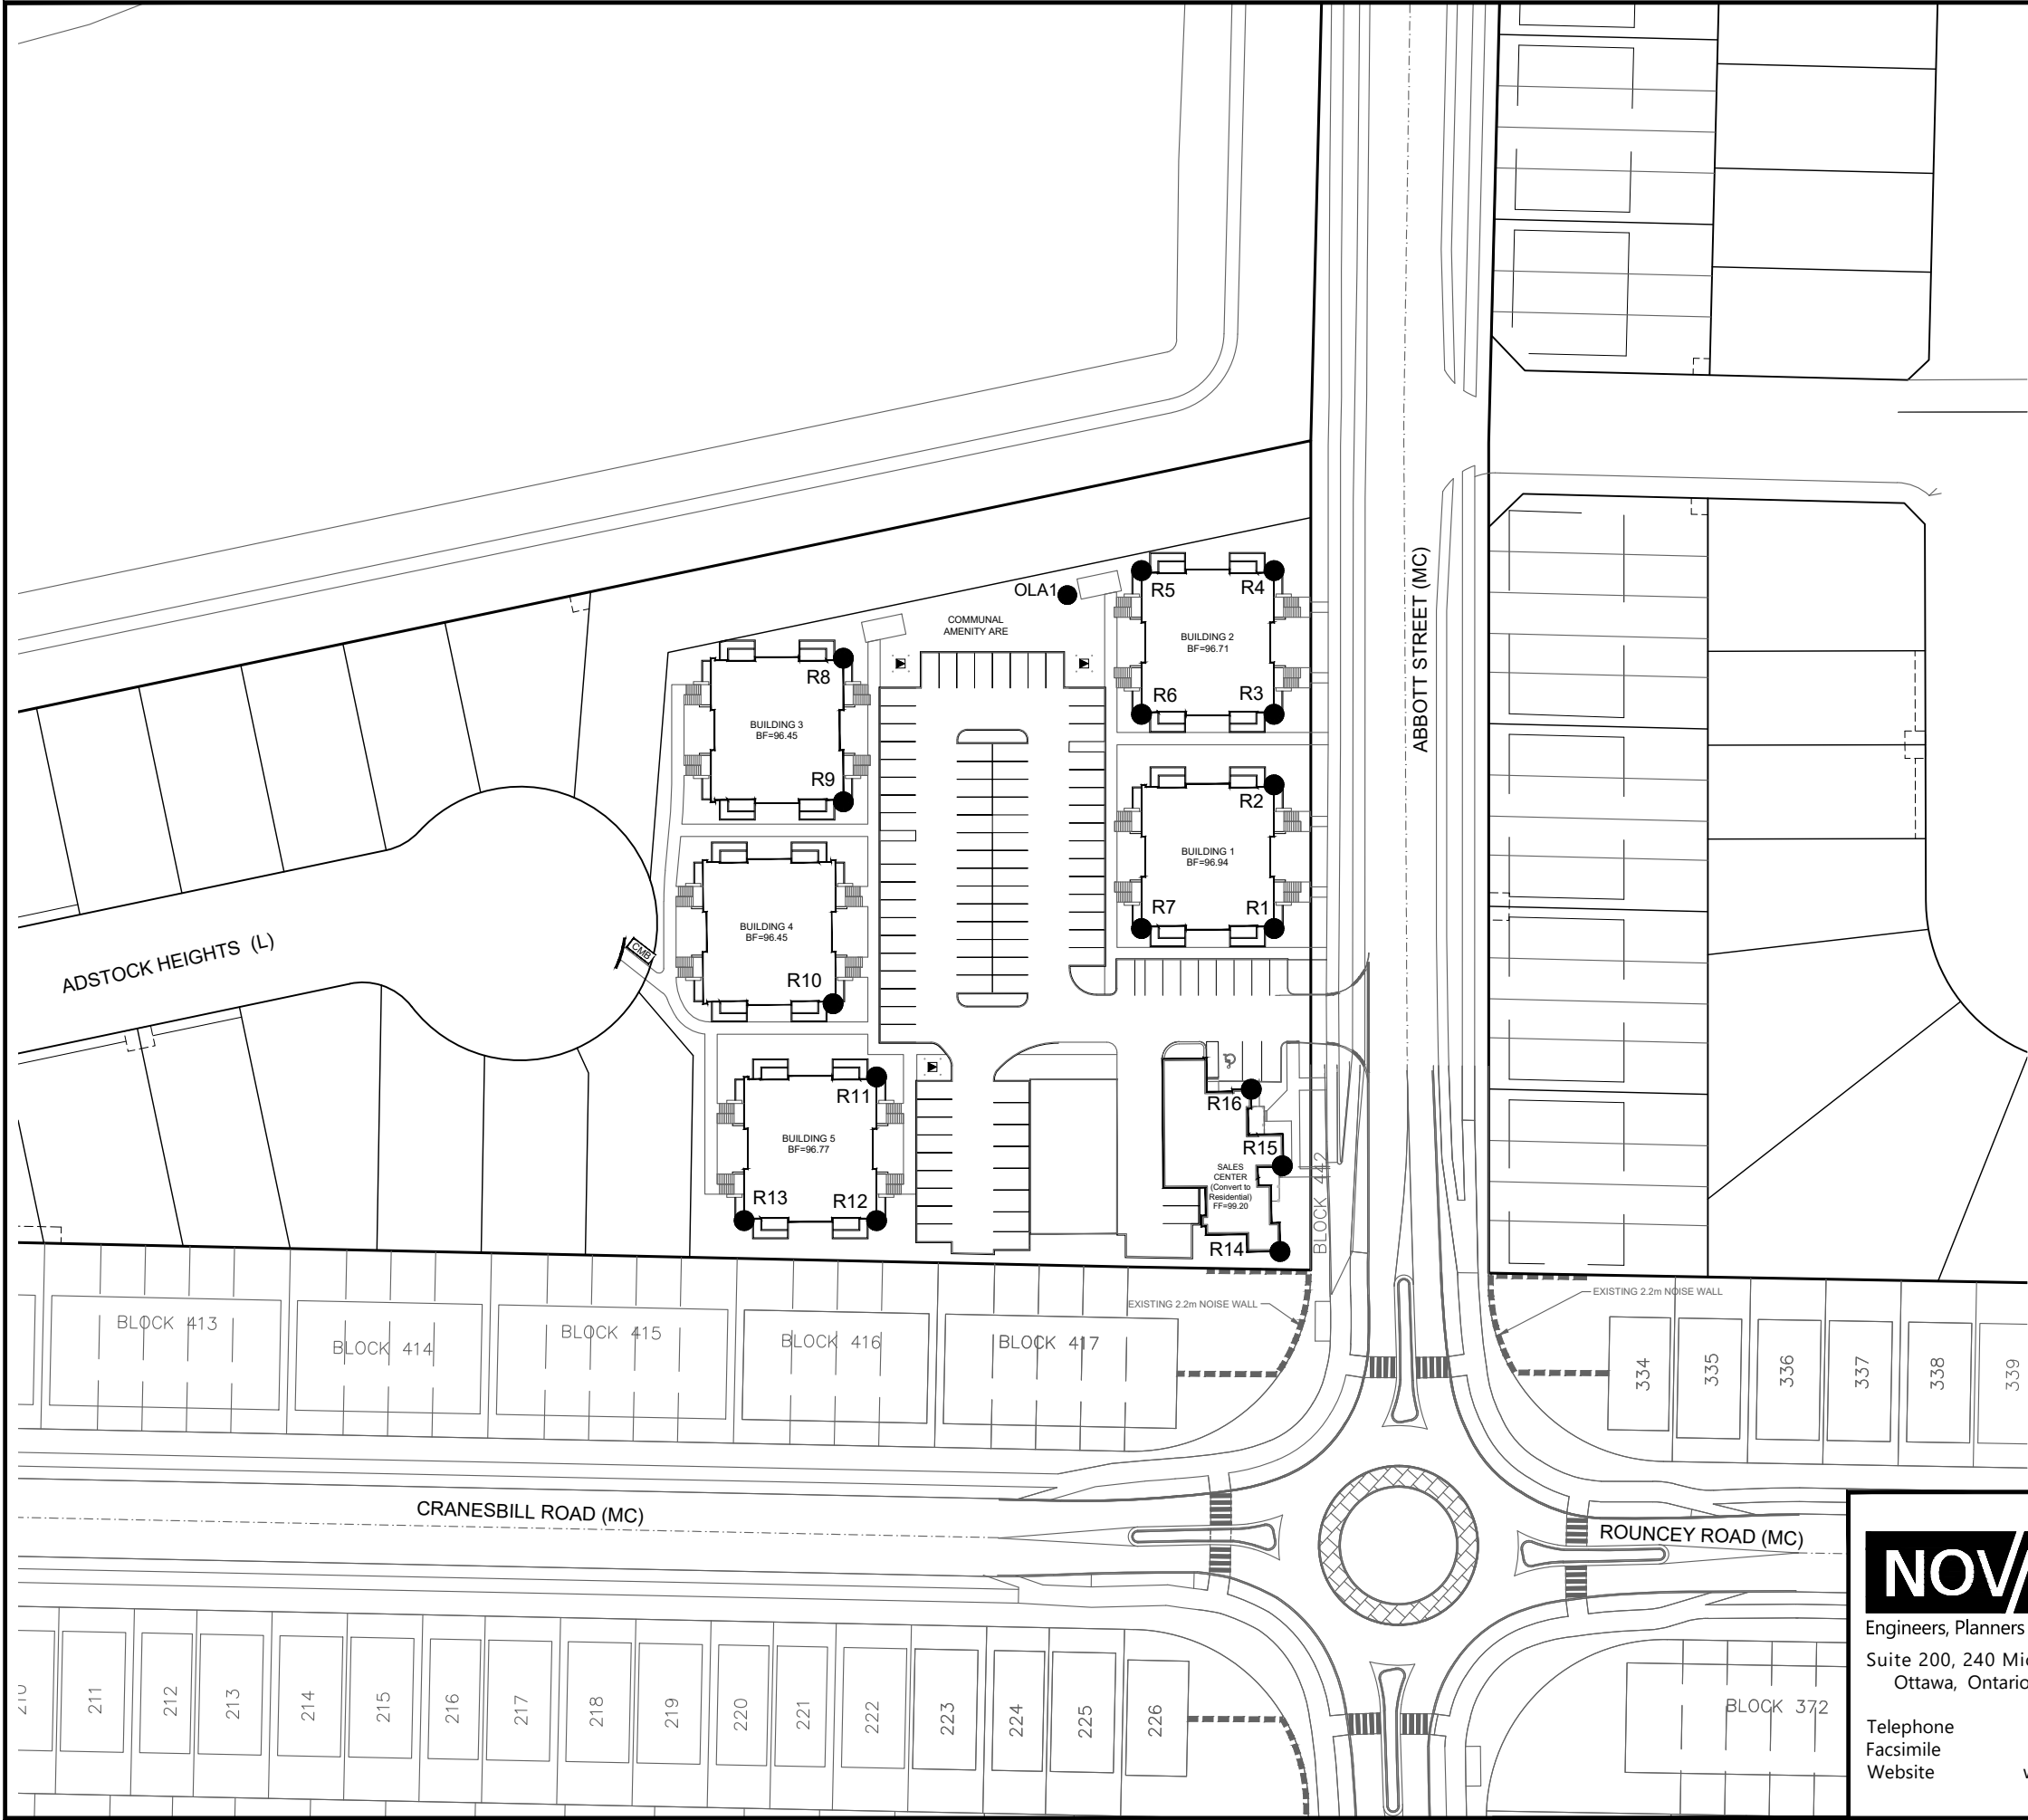 OLA1
R5
R4
COMMUNAL
AMENITY ARE
BUILDING 2
BF=96.71
R6
R3
ABBOTT STREET (MC)
R8
BUILDING 3
BF=96.45
R9
R2
BUILDING 1
BF=96.94
R7
R1
ADSTOCK HEIGHTS (L)
CMB
BUILDING 4
BF=96.45
R10
R11
BUILDING 5
BF=96.77
R13
R12
R16
R15
SALES
CENTER
(Convert to
Residential)
FF=99.20
R14
BLOCK 442
EXISTING 2.2m NOISE WALL
EXISTING 2.2m NOISE WALL
BLOCK 413
BLOCK 414
BLOCK 415
BLOCK 416
BLOCK 417
334
335
336
337
338
339
CRANESBILL ROAD (MC)
ROUNCEY ROAD (MC)
210
211
212
213
214
215
216
217
218
219
220
221
222
223
224
225
226
BLOCK 372
NOV
Engineers, Planners
Suite 200, 240 Mic
Ottawa, Ontario
Telephone
Facsimile
Website